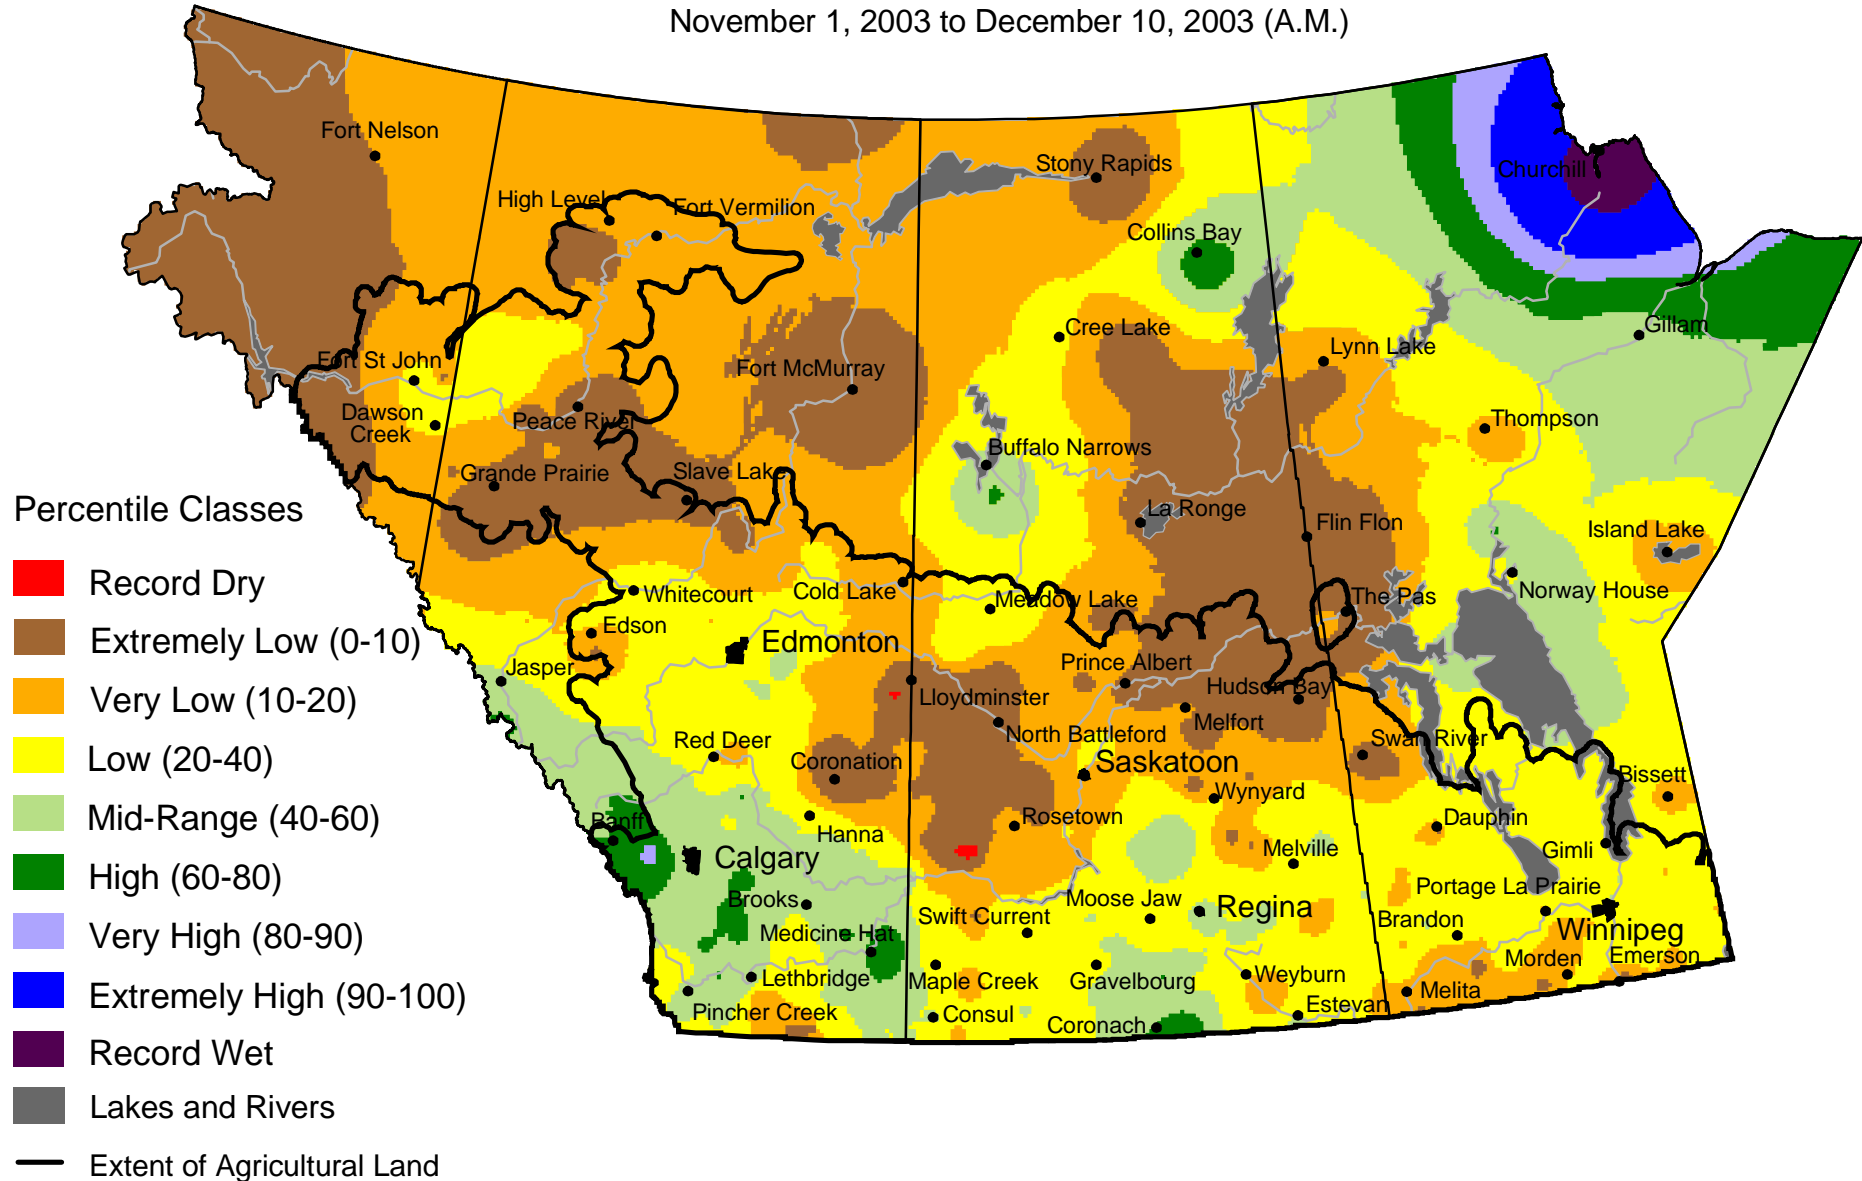 November 1, 2003 to December 10, 2003 (A.M.)
Fort Nelson
Stony Rapids
Churchill
High Level
Fort Vermilion
Collins Bay
Cree Lake
Gillam
Lynn Lake
Fort St John
Fort McMurray
Dawson
Creek
Peace River
Thompson
Buffalo Narrows
Grande Prairie
Slave Lake
La Ronge
Flin Flon
Island Lake
Whitecourt
Cold Lake
Meadow Lake
The Pas
Norway House
Edson
Edmonton
Jasper
Prince Albert
Lloydminster
Hudson Bay
Melfort
North Battleford
Red Deer
Coronation
Saskatoon
Swan River
Bissett
Wynyard
Banff
Hanna
Rosetown
Dauphin
Calgary
Melville
Gimli
Brooks
Moose Jaw
Regina
Portage La Prairie
Swift Current
Brandon
Winnipeg
Medicine Hat
Morden
Emerson
Lethbridge
Maple Creek
Gravelbourg
Weyburn
Melita
Pincher Creek
Consul
Coronach
Estevan
Percentile Classes
Record Dry
Extremely Low (0-10)
Very Low (10-20)
Low (20-40)
Mid-Range (40-60)
High (60-80)
Very High (80-90)
Extremely High (90-100)
Record Wet
Lakes and Rivers
Extent of Agricultural Land